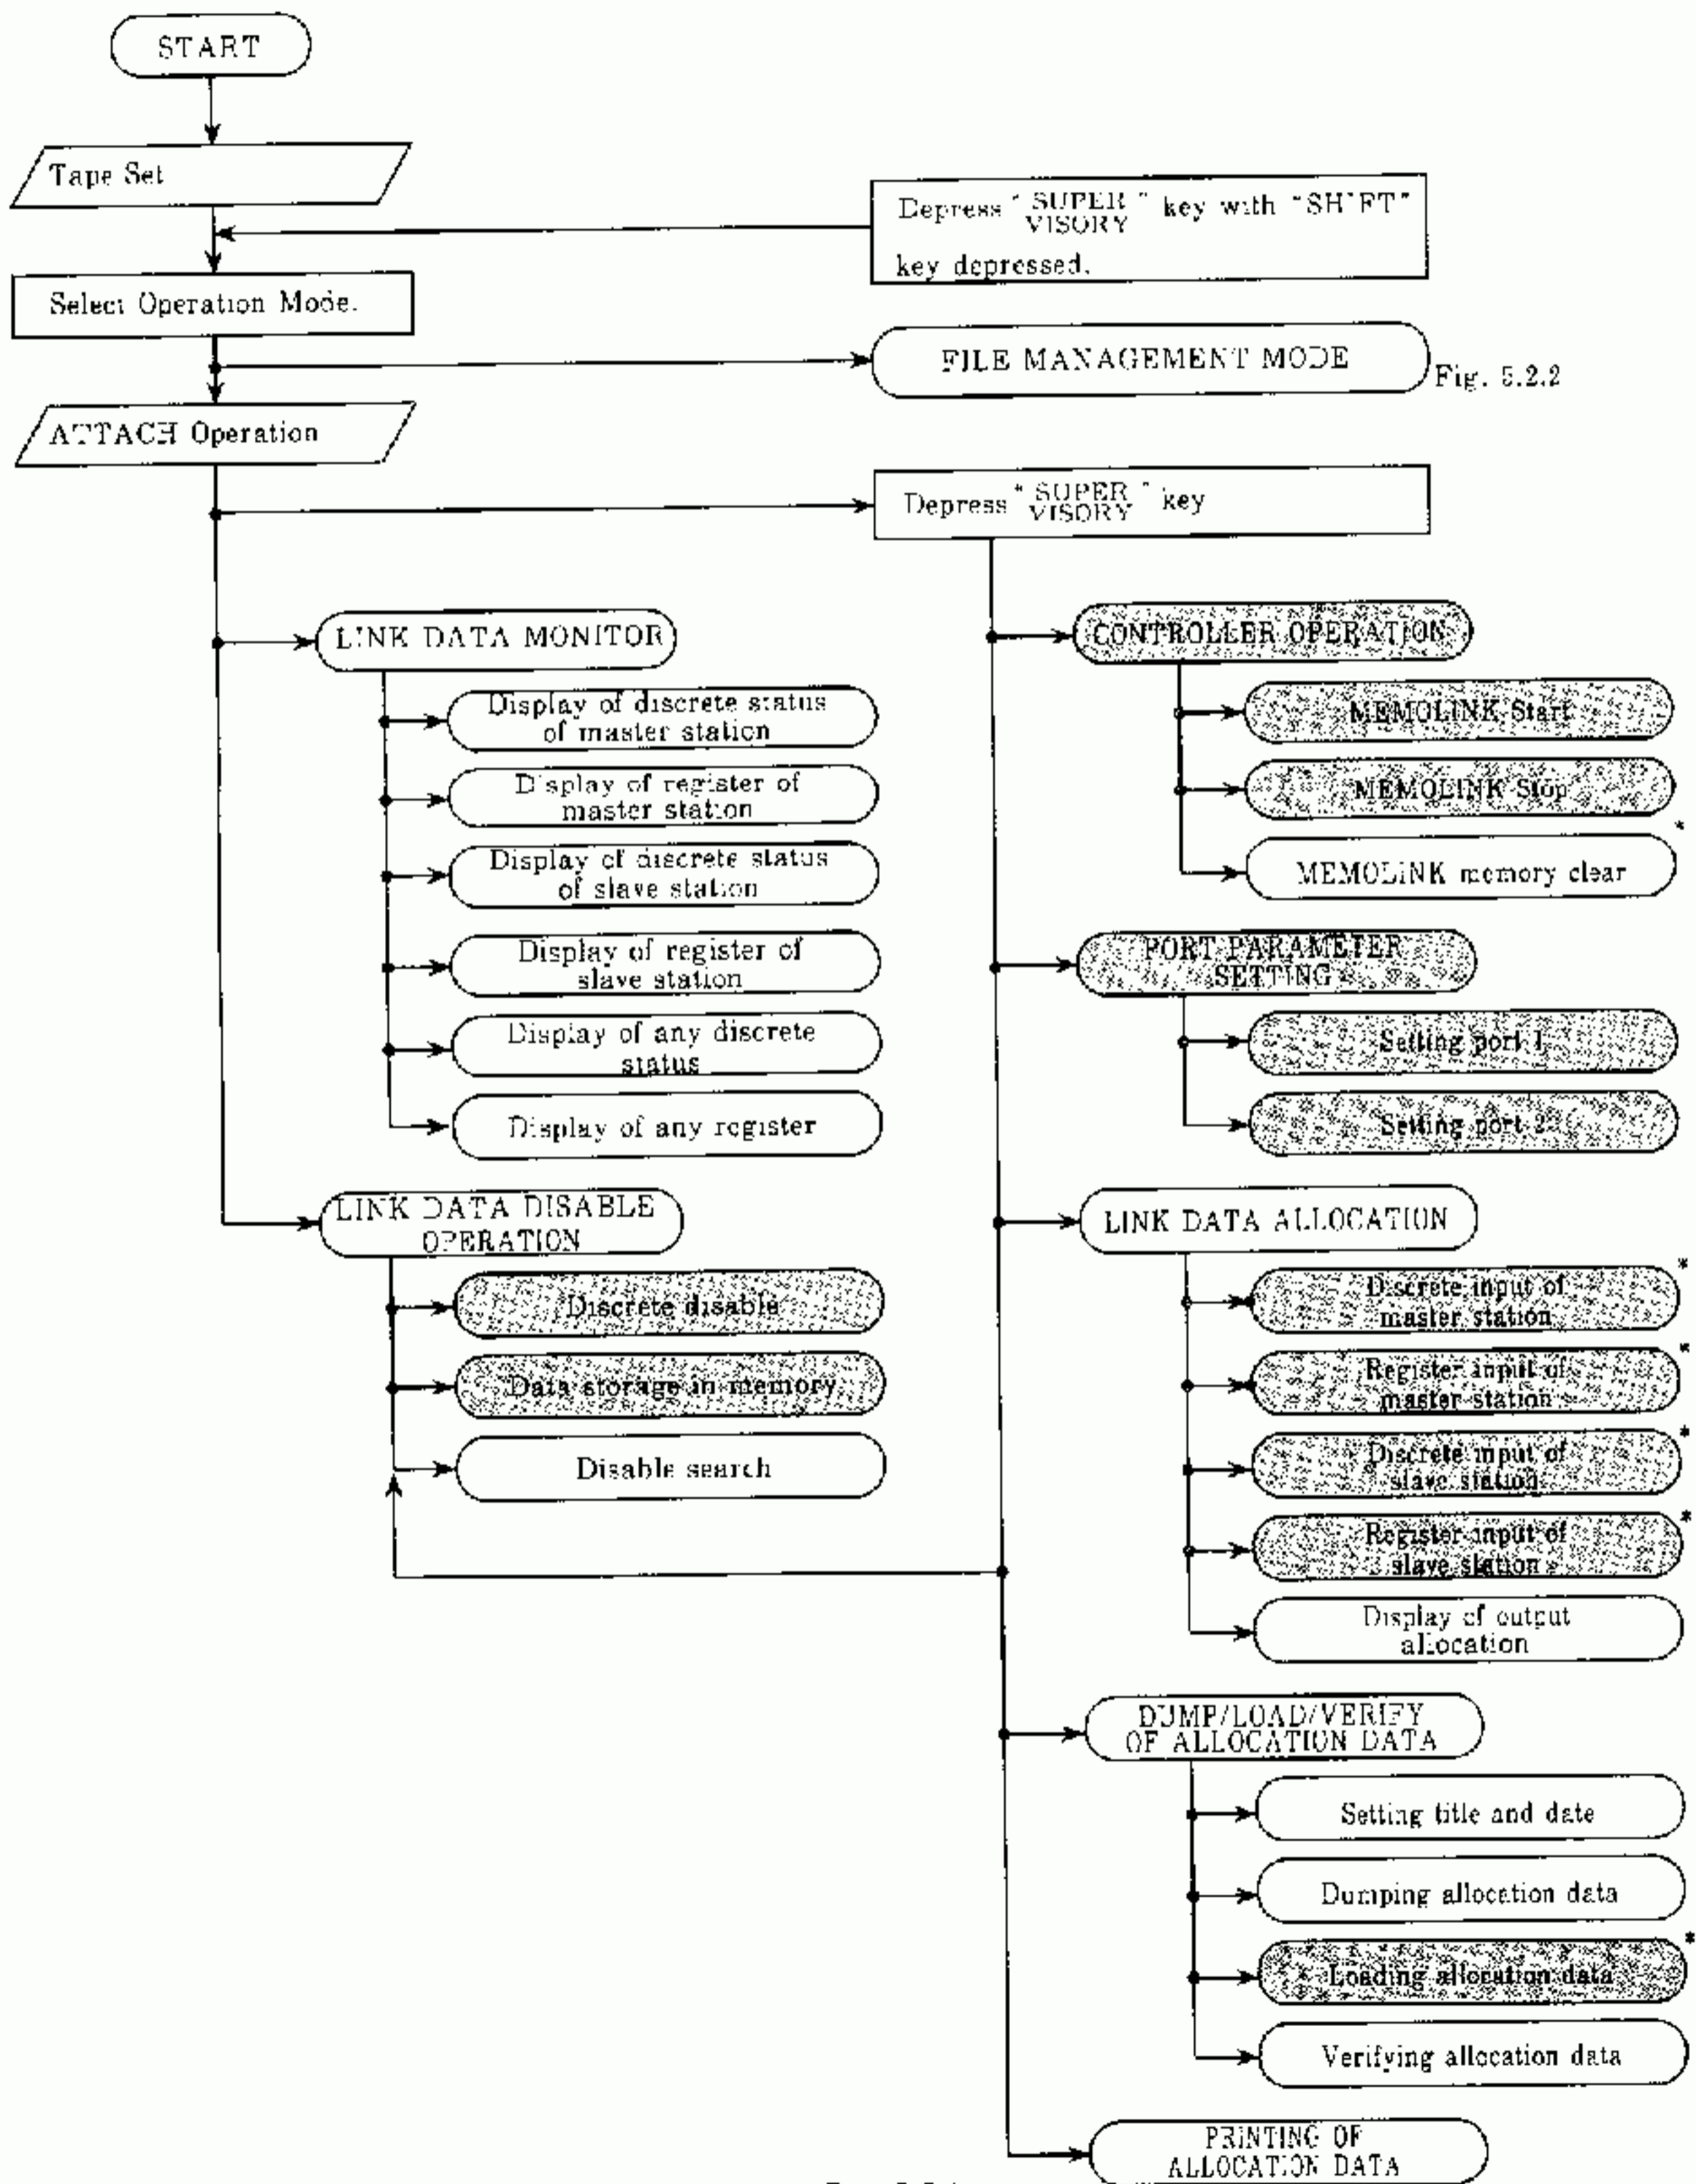 START
Tape Set
Depress "SUPER VISORY" key with "SHIFT"
key depressed.
Select Operation Mode.
FILE MANAGEMENT MODE
Fig. 5.2.2
ATTACH Operation
Depress "SUPER VISORY" key
LINK DATA MONITOR
Display of discrete status
of master station
Display of register of
master station
Display of discrete status
of slave station
Display of register of
slave station
Display of any discrete
status
Display of any register
LINK DATA DISABLE
OPERATION
Discrete disable
Data storage in memory
Disable search
CONTROLLER OPERATION
MEMOLINK Start
MEMOLINK Stop
*
MEMOLINK memory clear
PORT PARAMETER
SETTING
Setting port 1
Setting port 2
LINK DATA ALLOCATION
*
Discrete input of
master station
*
Register input of
master station
*
Discrete input of
slave station
*
Register input of
slave station
Display of output
allocation
DUMP/LOAD/VERIFY
OF ALLOCATION DATA
Setting title and date
Dumping allocation data
*
Loading allocation data
Verifying allocation data
PRINTING OF
ALLOCATION DATA